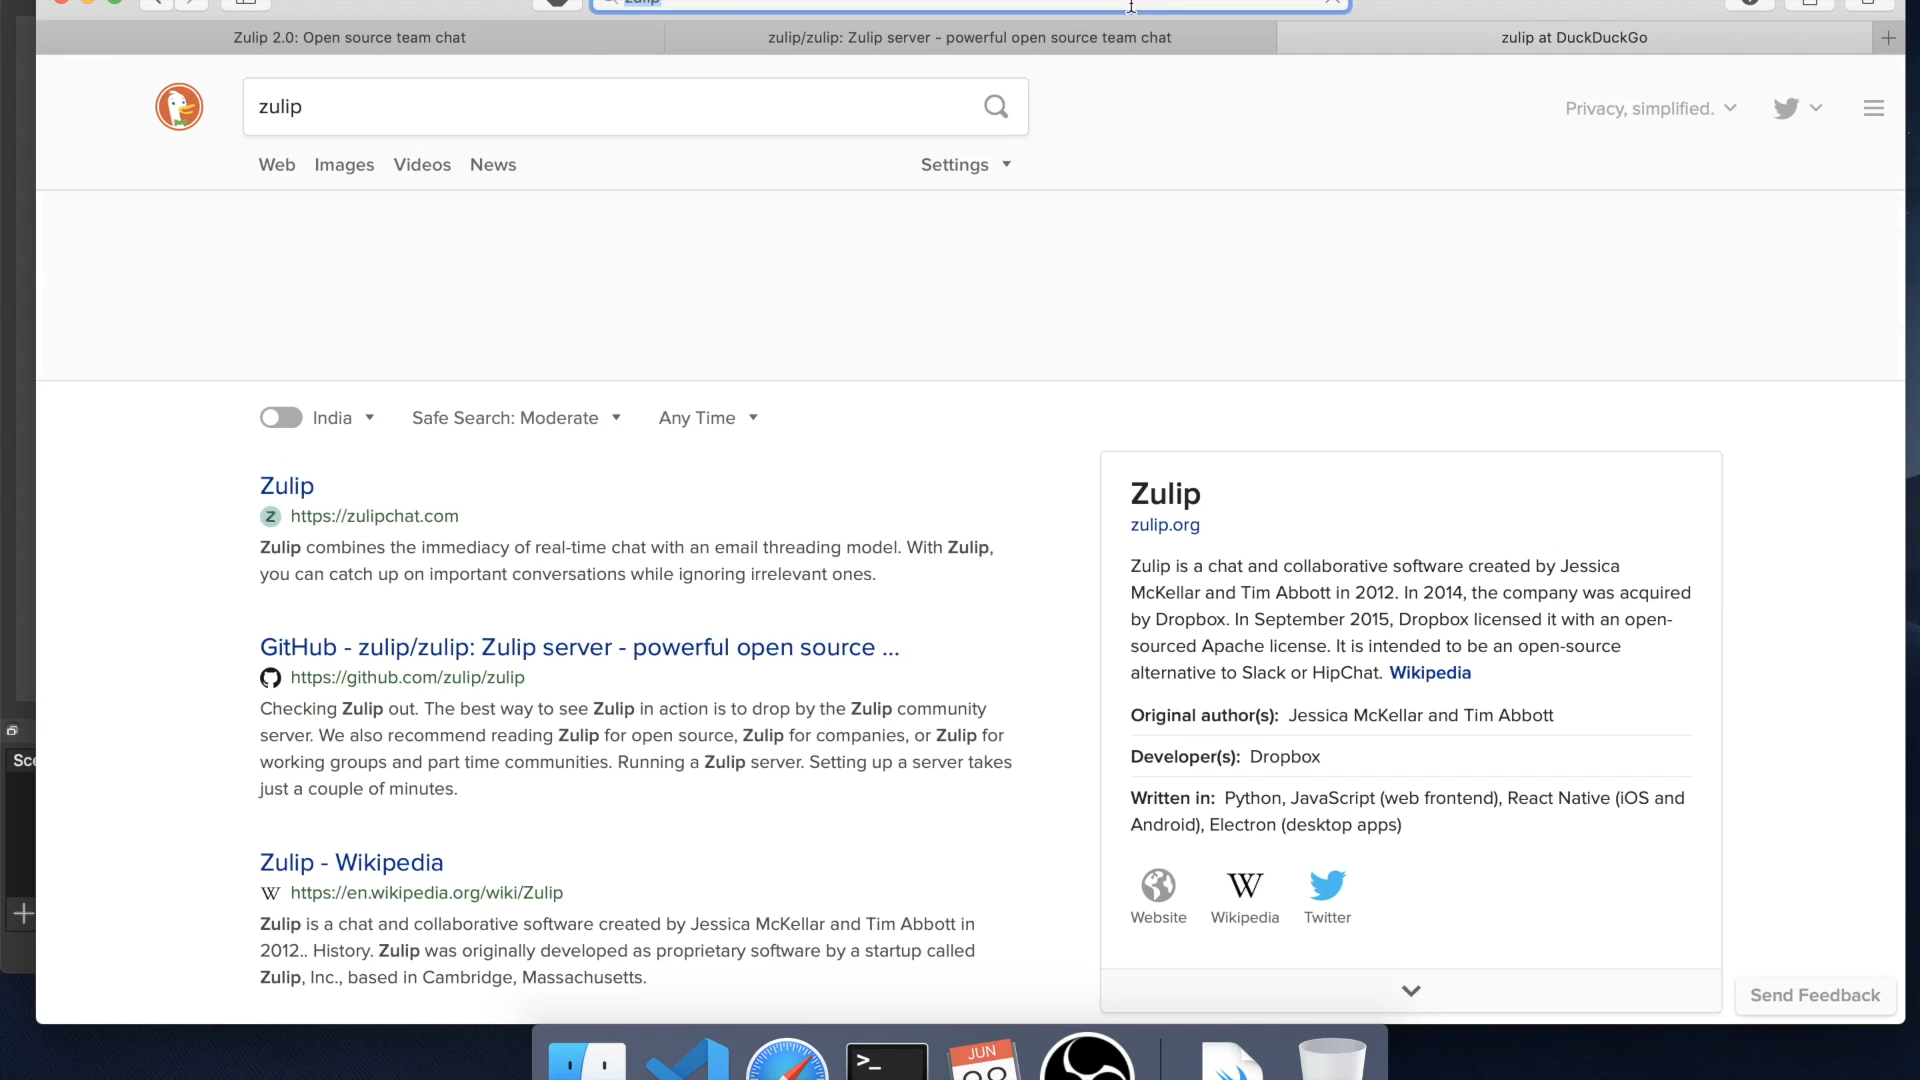 zulip
Zulip 2.0: Open source team chat
zulip/zulip: Zulip server - powerful open source team chat
zulip at DuckDuckGo
zulip
Privacy, simplified.
Web Images Videos News
Settings
India
Safe Search: Moderate
Any Time
Zulip
Z https://zulipchat.com
Zulip combines the immediacy of real-time chat with an email threading model. With Zulip,
you can catch up on important conversations while ignoring irrelevant ones.
GitHub - zulip/zulip: Zulip server - powerful open source ...
https://github.com/zulip/zulip
Checking Zulip out. The best way to see Zulip in action is to drop by the Zulip community
server. We also recommend reading Zulip for open source, Zulip for companies, or Zulip for
working groups and part time communities. Running a Zulip server. Setting up a server takes
just a couple of minutes.
Zulip - Wikipedia
W https://en.wikipedia.org/wiki/Zulip
Zulip is a chat and collaborative software created by Jessica McKellar and Tim Abbott in
2012.. History. Zulip was originally developed as proprietary software by a startup called
Zulip, Inc., based in Cambridge, Massachusetts.
Zulip
zulip.org
Zulip is a chat and collaborative software created by Jessica
McKellar and Tim Abbott in 2012. In 2014, the company was acquired
by Dropbox. In September 2015, Dropbox licensed it with an open-
sourced Apache license. It is intended to be an open-source
alternative to Slack or HipChat. Wikipedia
Original author(s): Jessica McKellar and Tim Abbott
Developer(s): Dropbox
Written in: Python, JavaScript (web frontend), React Native (iOS and
Android), Electron (desktop apps)
W
Website Wikipedia Twitter
Send Feedback
Sce
>_
JUN